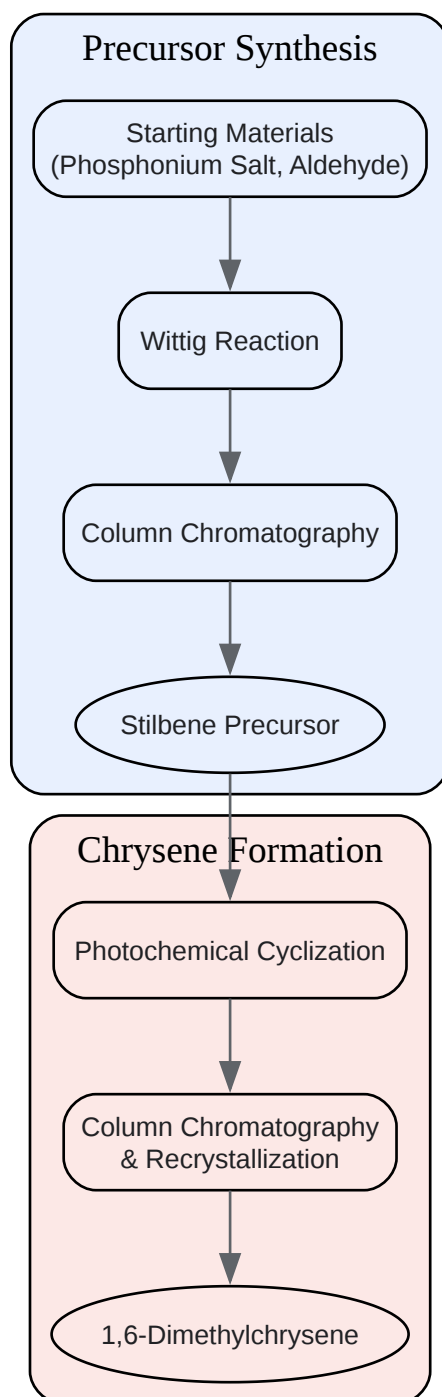 Precursor Synthesis
Starting Materials
(Phosphonium Salt, Aldehyde)
Wittig Reaction
Column Chromatography
Stilbene Precursor
Chrysene Formation
Photochemical Cyclization
Column Chromatography
& Recrystallization
1,6-Dimethylchrysene